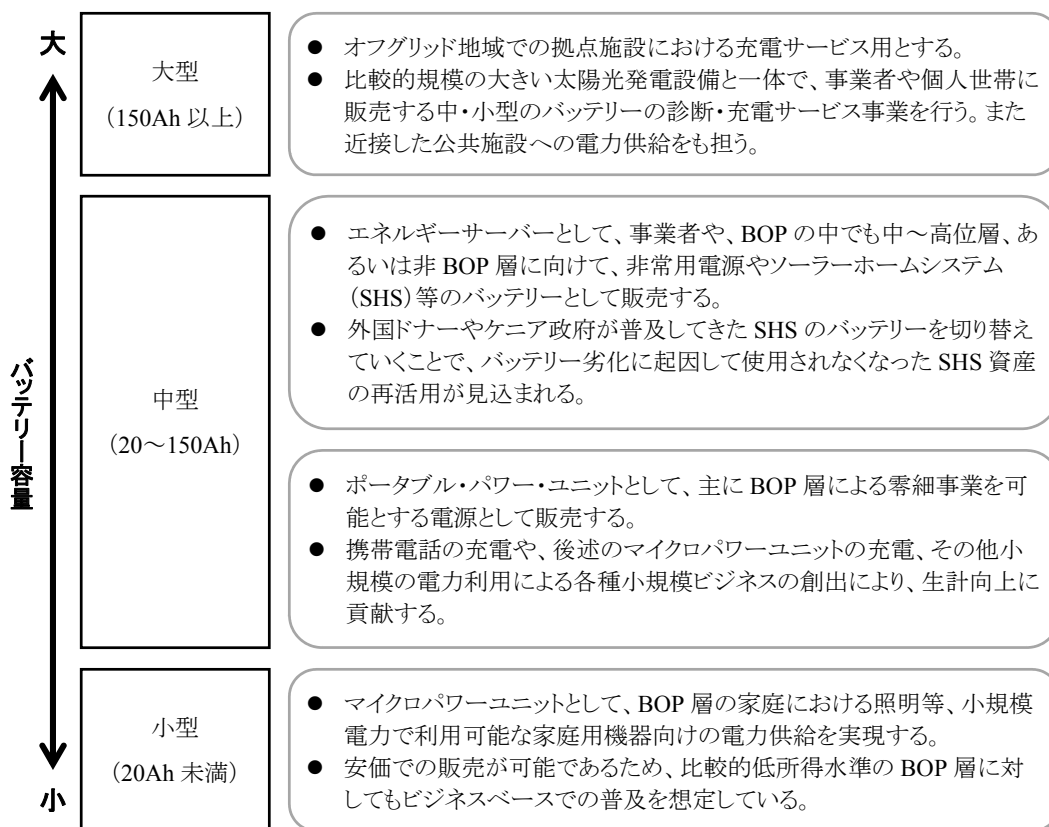 大
バッテリー容量
小
大型
（150Ah 以上）
● オフグリッド地域での拠点施設における充電サービス用とする。
● 比較的規模の大きい太陽光発電設備と一体で、事業者や個人世帯に
販売する中・小型のバッテリーの診断・充電サービス事業を行う。また
近接した公共施設への電力供給をも担う。
中型
（20～150Ah）
● エネルギーサーバーとして、事業者や、BOP の中でも中～高位層、あ
るいは非 BOP 層に向けて、非常用電源やソーラーホームシステム
（SHS）等のバッテリーとして販売する。
● 外国ドナーやケニア政府が普及してきた SHS のバッテリーを切り替え
ていくことで、バッテリー劣化に起因して使用されなくなった SHS 資産
の再活用が見込まれる。
● ポータブル・パワー・ユニットとして、主に BOP 層による零細事業を可
能とする電源として販売する。
● 携帯電話の充電や、後述のマイクロパワーユニットの充電、その他小
規模の電力利用による各種小規模ビジネスの創出により、生計向上に
貢献する。
小型
（20Ah 未満）
● マイクロパワーユニットとして、BOP 層の家庭における照明等、小規模
電力で利用可能な家庭用機器向けの電力供給を実現する。
● 安価での販売が可能であるため、比較的低所得水準の BOP 層に対
してもビジネスベースでの普及を想定している。